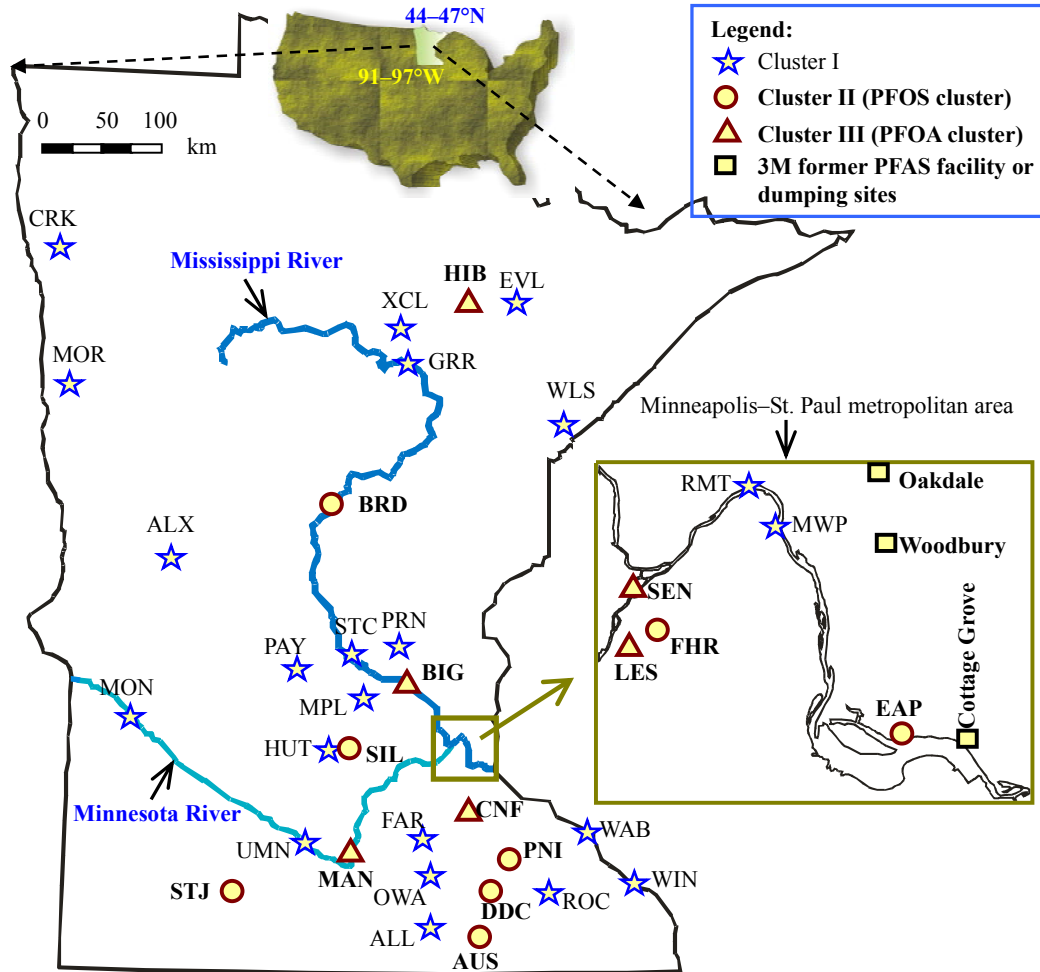 44–47°N
91–97°W
Legend:
Cluster I
Cluster II (PFOS cluster)
Cluster III (PFOA cluster)
3M former PFAS facility or
dumping sites
0 50 100
km
CRK
Mississippi River
HIB
EVL
XCL
GRR
MOR
WLS
Minneapolis–St. Paul metropolitan area
RMT
Oakdale
BRD
MWP
Woodbury
ALX
SEN
FHR
LES
Cottage Grove
EAP
STC
PRN
PAY
BIG
MON
MPL
HUT
SIL
Minnesota River
CNF
FAR
WAB
UMN
MAN
PNI
STJ
OWA
DDC
ROC
WIN
ALL
AUS